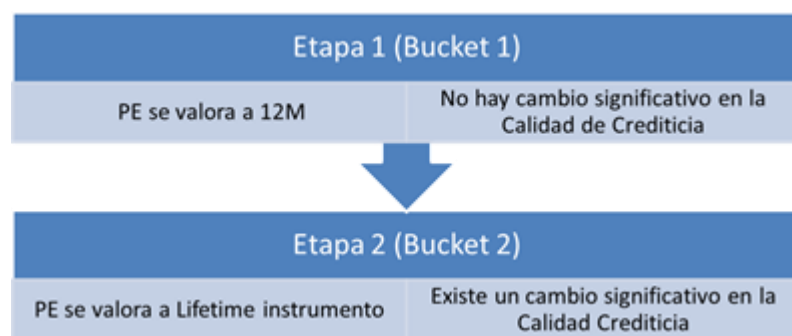 Etapa 1 (Bucket 1)
PE se valora a 12M
No hay cambio significativo en la
Calidad de Crediticia
Etapa 2 (Bucket 2)
PE se valora a Lifetime instrumento
Existe un cambio significativo en la
Calidad Crediticia